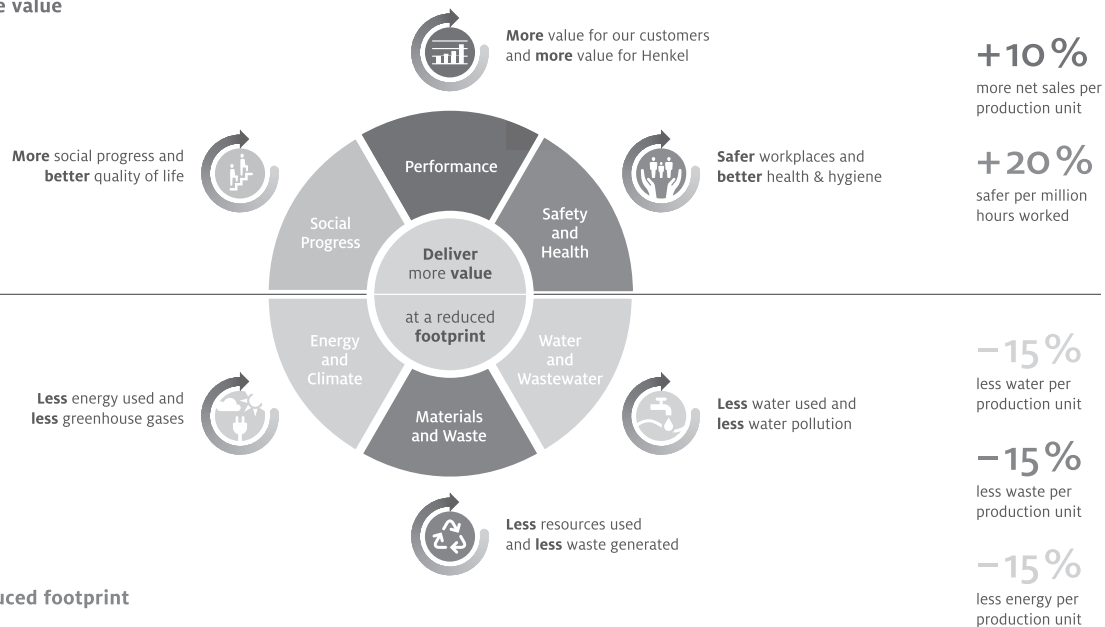 e value
More value for our customers
and more value for Henkel
+10 %
more net sales per
production unit
More social progress and
better quality of life
Performance
Safer workplaces and
better health & hygiene
+20 %
safer per million
hours worked
Social
Progress
Safety
and
Health
Deliver
more value
at a reduced
footprint
Energy
and
Climate
Water
and
Wastewater
−15 %
less water per
production unit
Less energy used and
less greenhouse gases
Materials
and Waste
Less water used and
less water pollution
−15 %
less waste per
production unit
Less resources used
and less waste generated
−15 %
less energy per
production unit
uced footprint